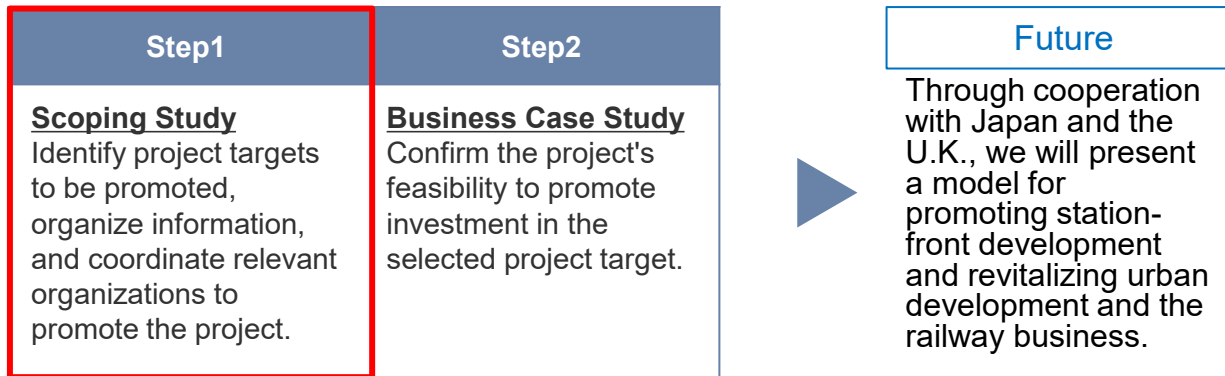 Step1
Scoping Study
Identify project targets
to be promoted,
organize information,
and coordinate relevant
organizations to
promote the project.
Step2
Business Case Study
Confirm the project's
feasibility to promote
investment in the
selected project target.
Future
Through cooperation
with Japan and the
U.K., we will present
a model for
promoting station-
front development
and revitalizing urban
development and the
railway business.